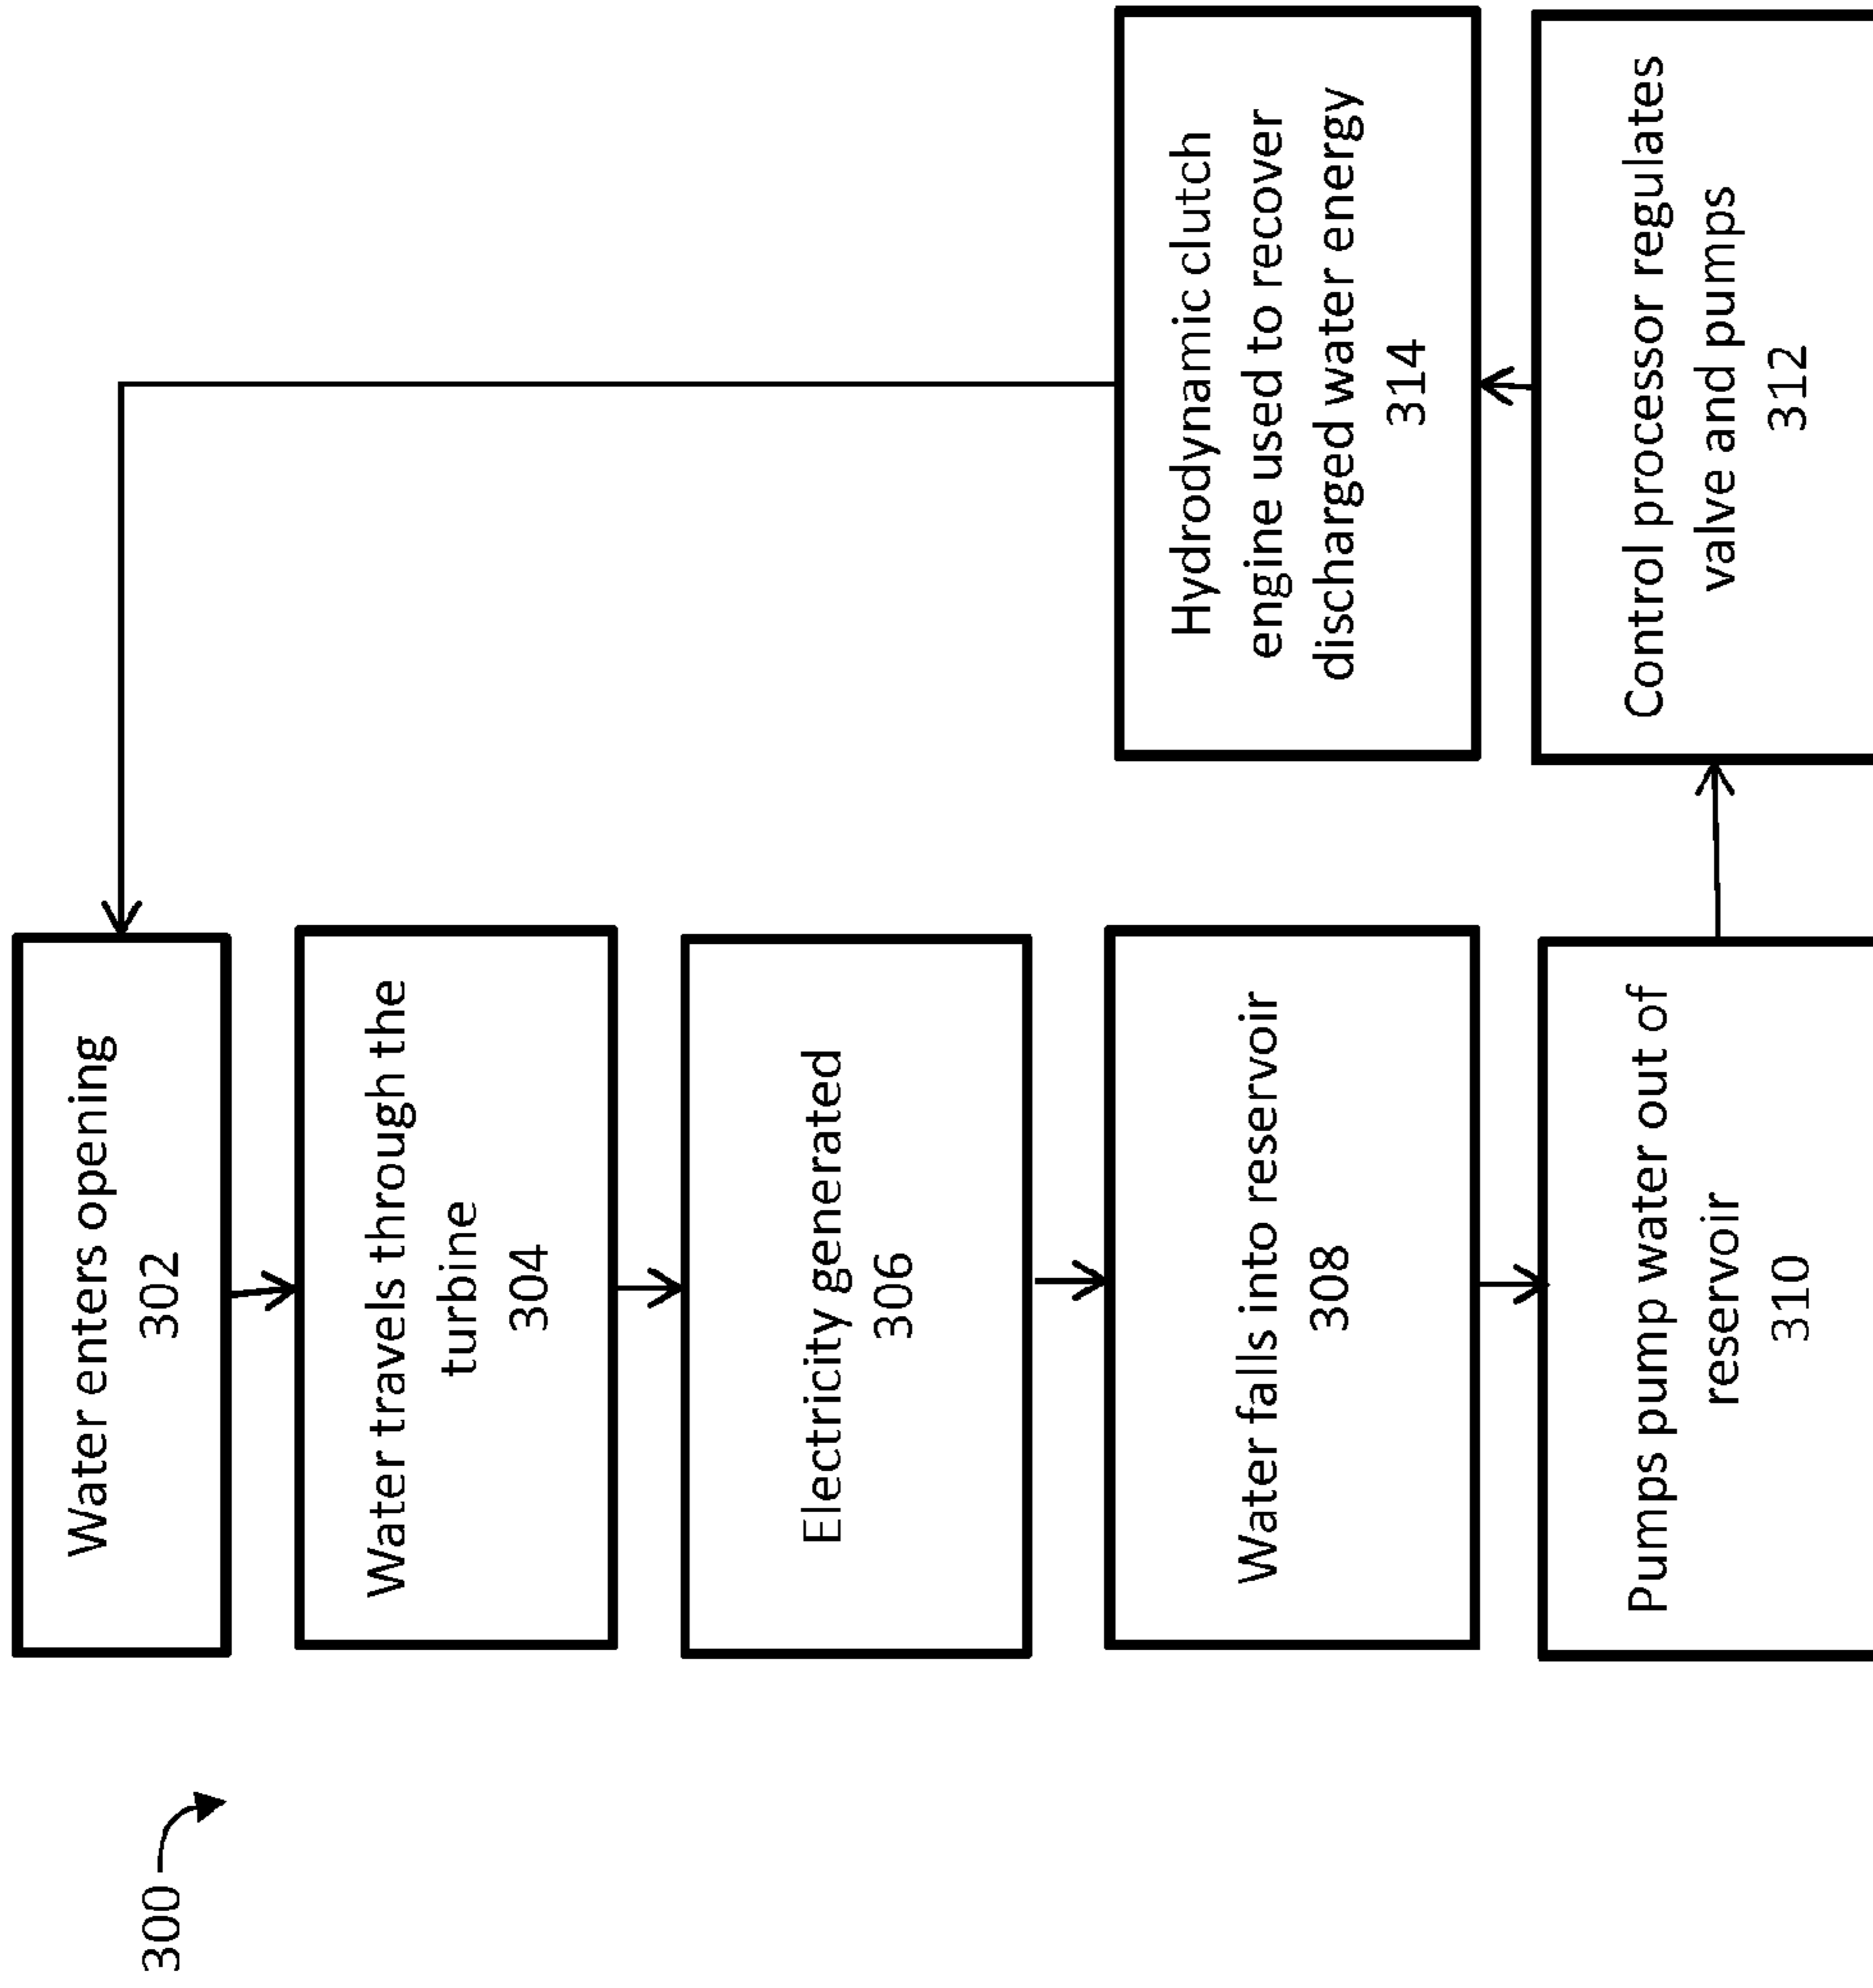 300
Water enters opening
302
Water travels through the
turbine
304
Electricity generated
306
Water falls into reservoir
308
Pumps pump water out of
reservoir
310
Control processor regulates
valve and pumps
312
Hydrodynamic clutch
engine used to recover
discharged water energy
314